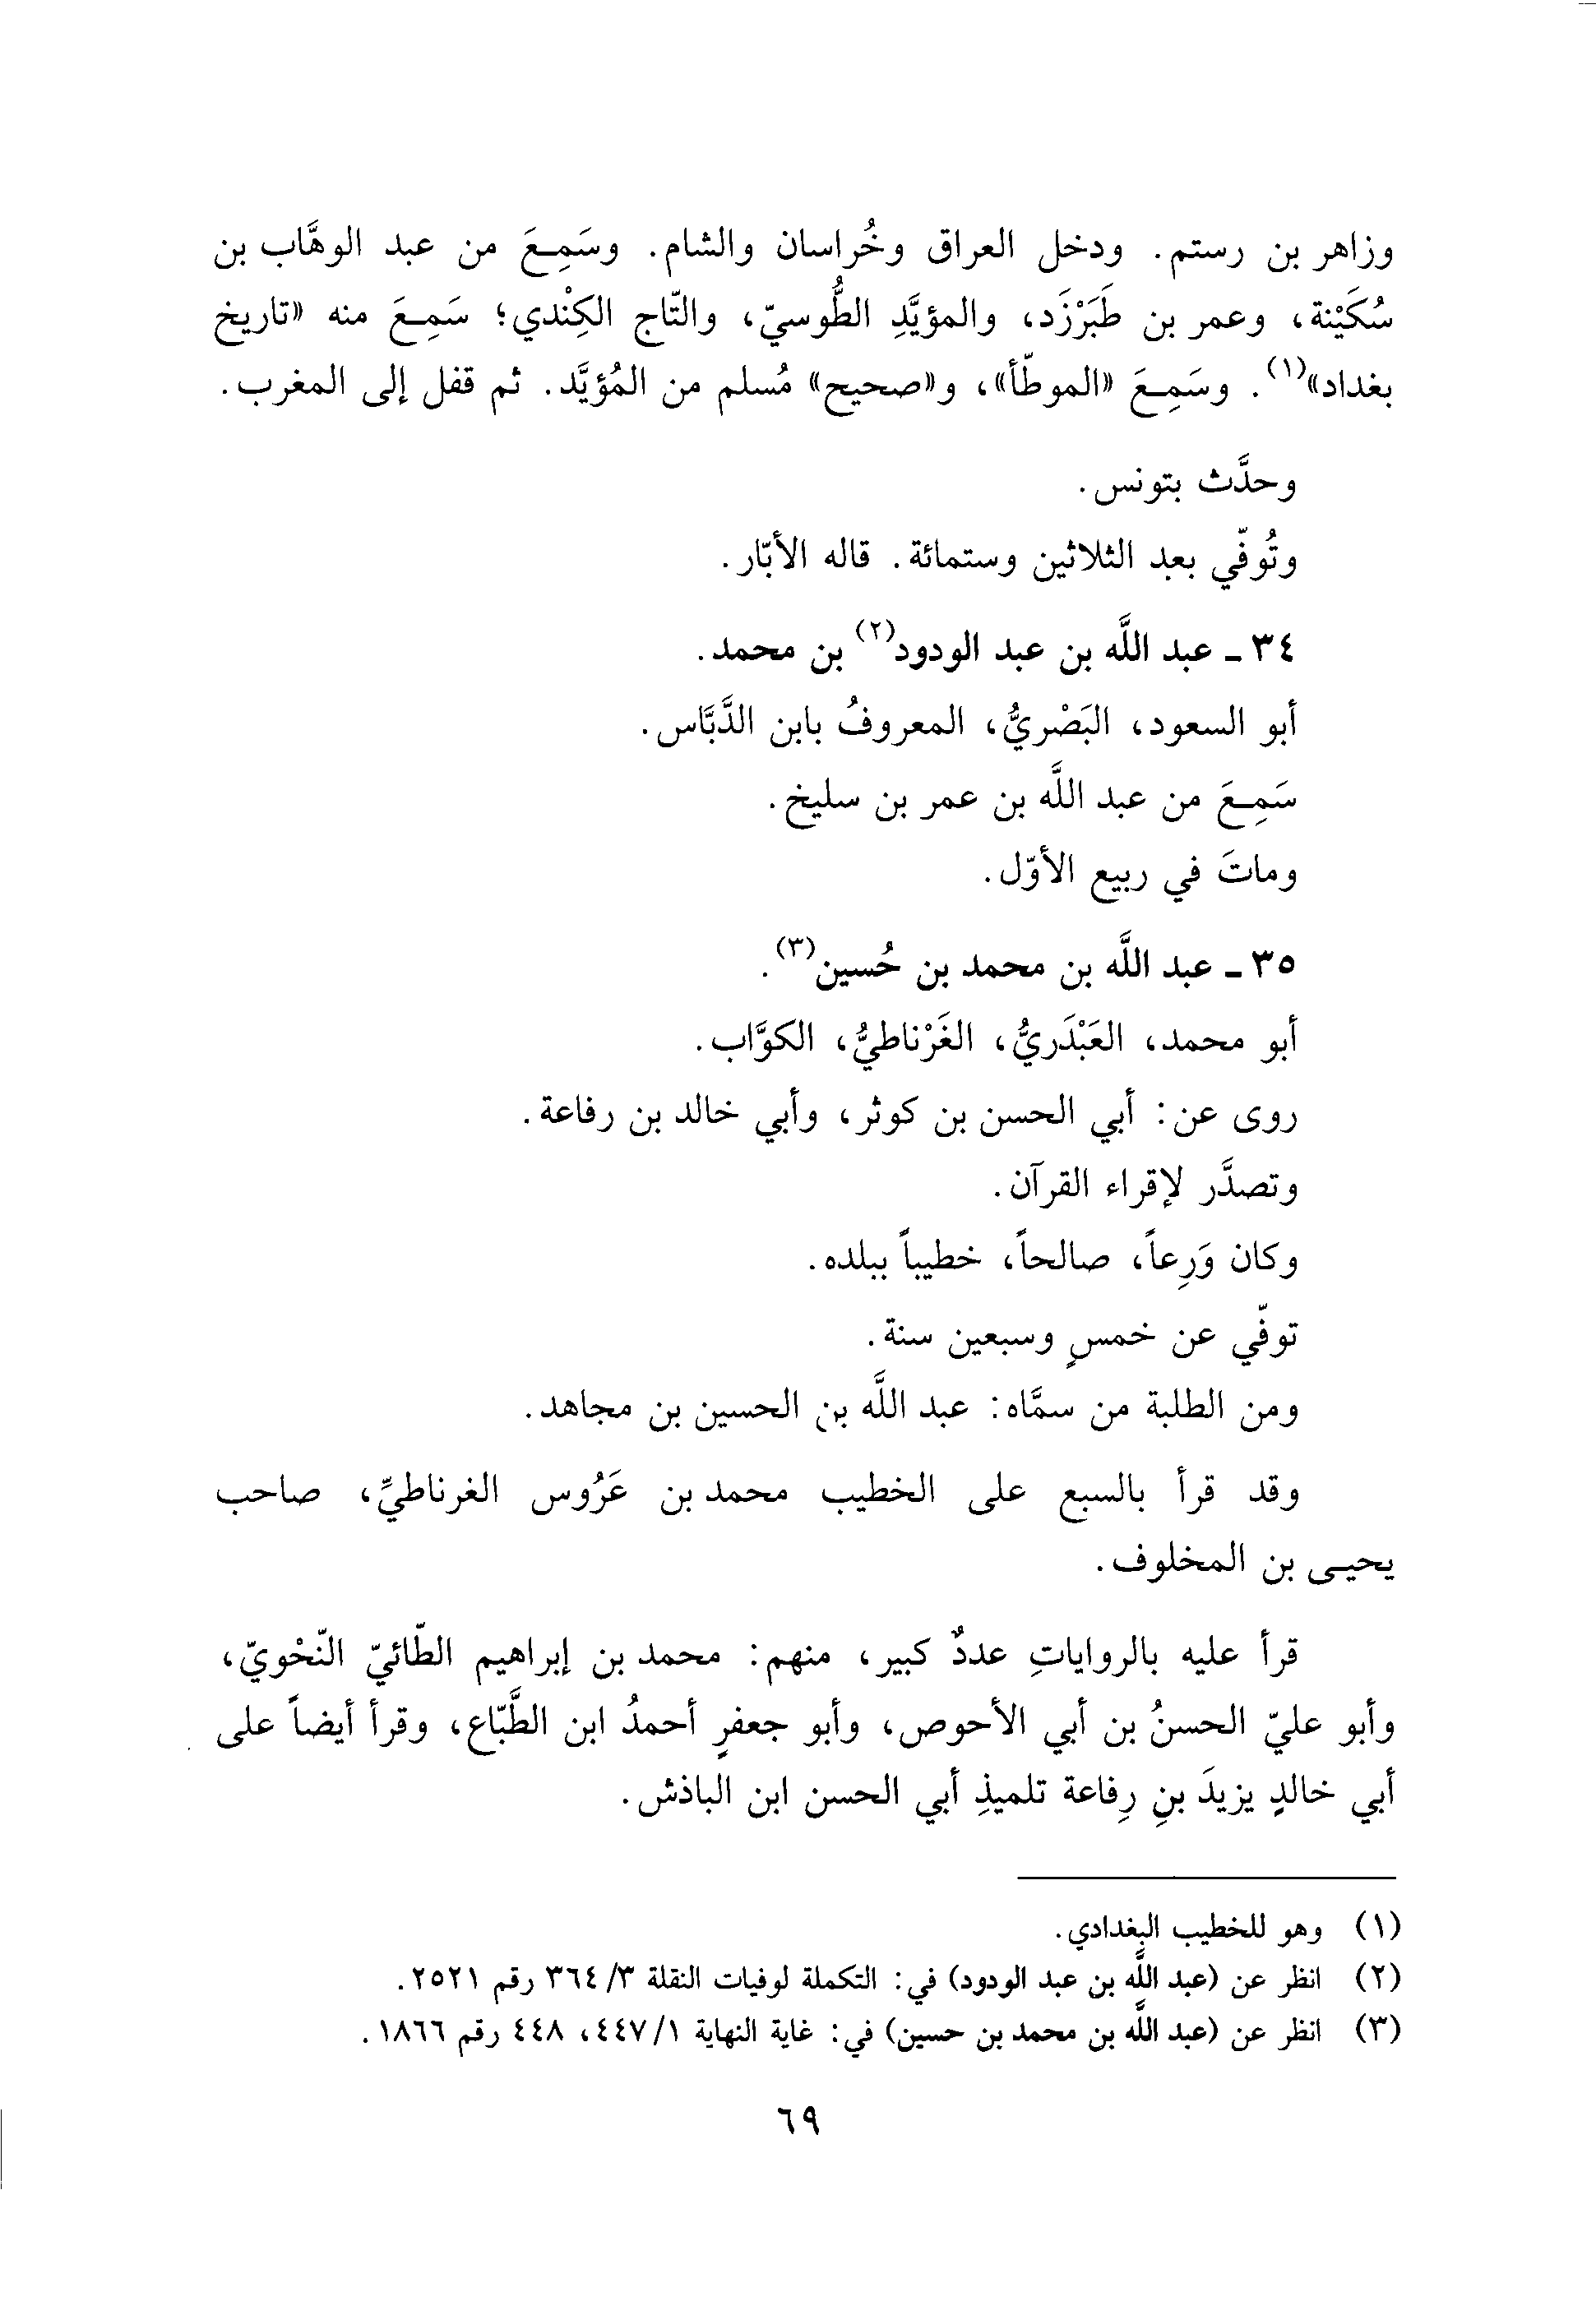 وزاهر بن رستم. ودخل العراق وخُراسان والشام. وسَمِعَ من عبد الوهَّاب بن
سُكَيْنة، وعمر بن طَبَرْزَد، والمؤيَّدِ الطُّوسيّ، والتّاج الكِنْدي؛ سَمِعَ منه «تاريخ
بغداد»(١). وسَمِعَ «الموطّأ»، و«صحيح» مُسلم من المُؤيَّد. ثم قفل إلى المغرب.
وحدَّث بتونس.
وتُوفّي بعد الثلاثين وستمائة. قاله الأبّار.
٣٤ ـ عبد اللَّه بن عبد الودود(٢) بن محمد.
أبو السعود، البَصْريُّ، المعروفُ بابن الدَّبَّاس.
سَمِعَ من عبد اللَّه بن عمر بن سليخ.
وماتَ في ربيع الأوّل.
٣٥ ـ عبد اللَّه بن محمد بن حُسين(٣).
أبو محمد، العَبْدَريُّ، الغَرْناطيُّ، الكوَّاب.
روى عن: أبي الحسن بن كوثر، وأبي خالد بن رفاعة.
وتصدَّر لإقراء القرآن.
وكان وَرِعاً، صالحاً، خطيباً ببلده.
توفّي عن خمسٍ وسبعين سنة.
ومن الطلبة من سمَّاه: عبد اللَّه بن الحسين بن مجاهد.
وقد قرأ بالسبع على الخطيب محمد بن عَرُوس الغرناطيِّ، صاحب
يحيـى بن المخلوف.
قرأ عليه بالرواياتِ عددٌ كبير، منهم: محمد بن إبراهيم الطّائيّ النّحْويّ،
وأبو عليّ الحسنُ بن أبي الأحوص، وأبو جعفرٍ أحمدُ ابن الطَّبّاع، وقرأ أيضاً على
أبي خالدٍ يزيدَ بنِ رِفاعة تلميذِ أبي الحسن ابن الباذش.
(١) وهو للخطيب البغدادي.
(٢) انظر عن (عبد اللَّه بن عبد الودود) في: التكملة لوفيات النقلة ٣/ ٣٦٤ رقم ٢٥٢١.
(٣) انظر عن (عبد اللَّه بن محمد بن حسين) في: غاية النهاية ١/ ٤٤٧، ٤٤٨ رقم ١٨٦٦.
٦٩